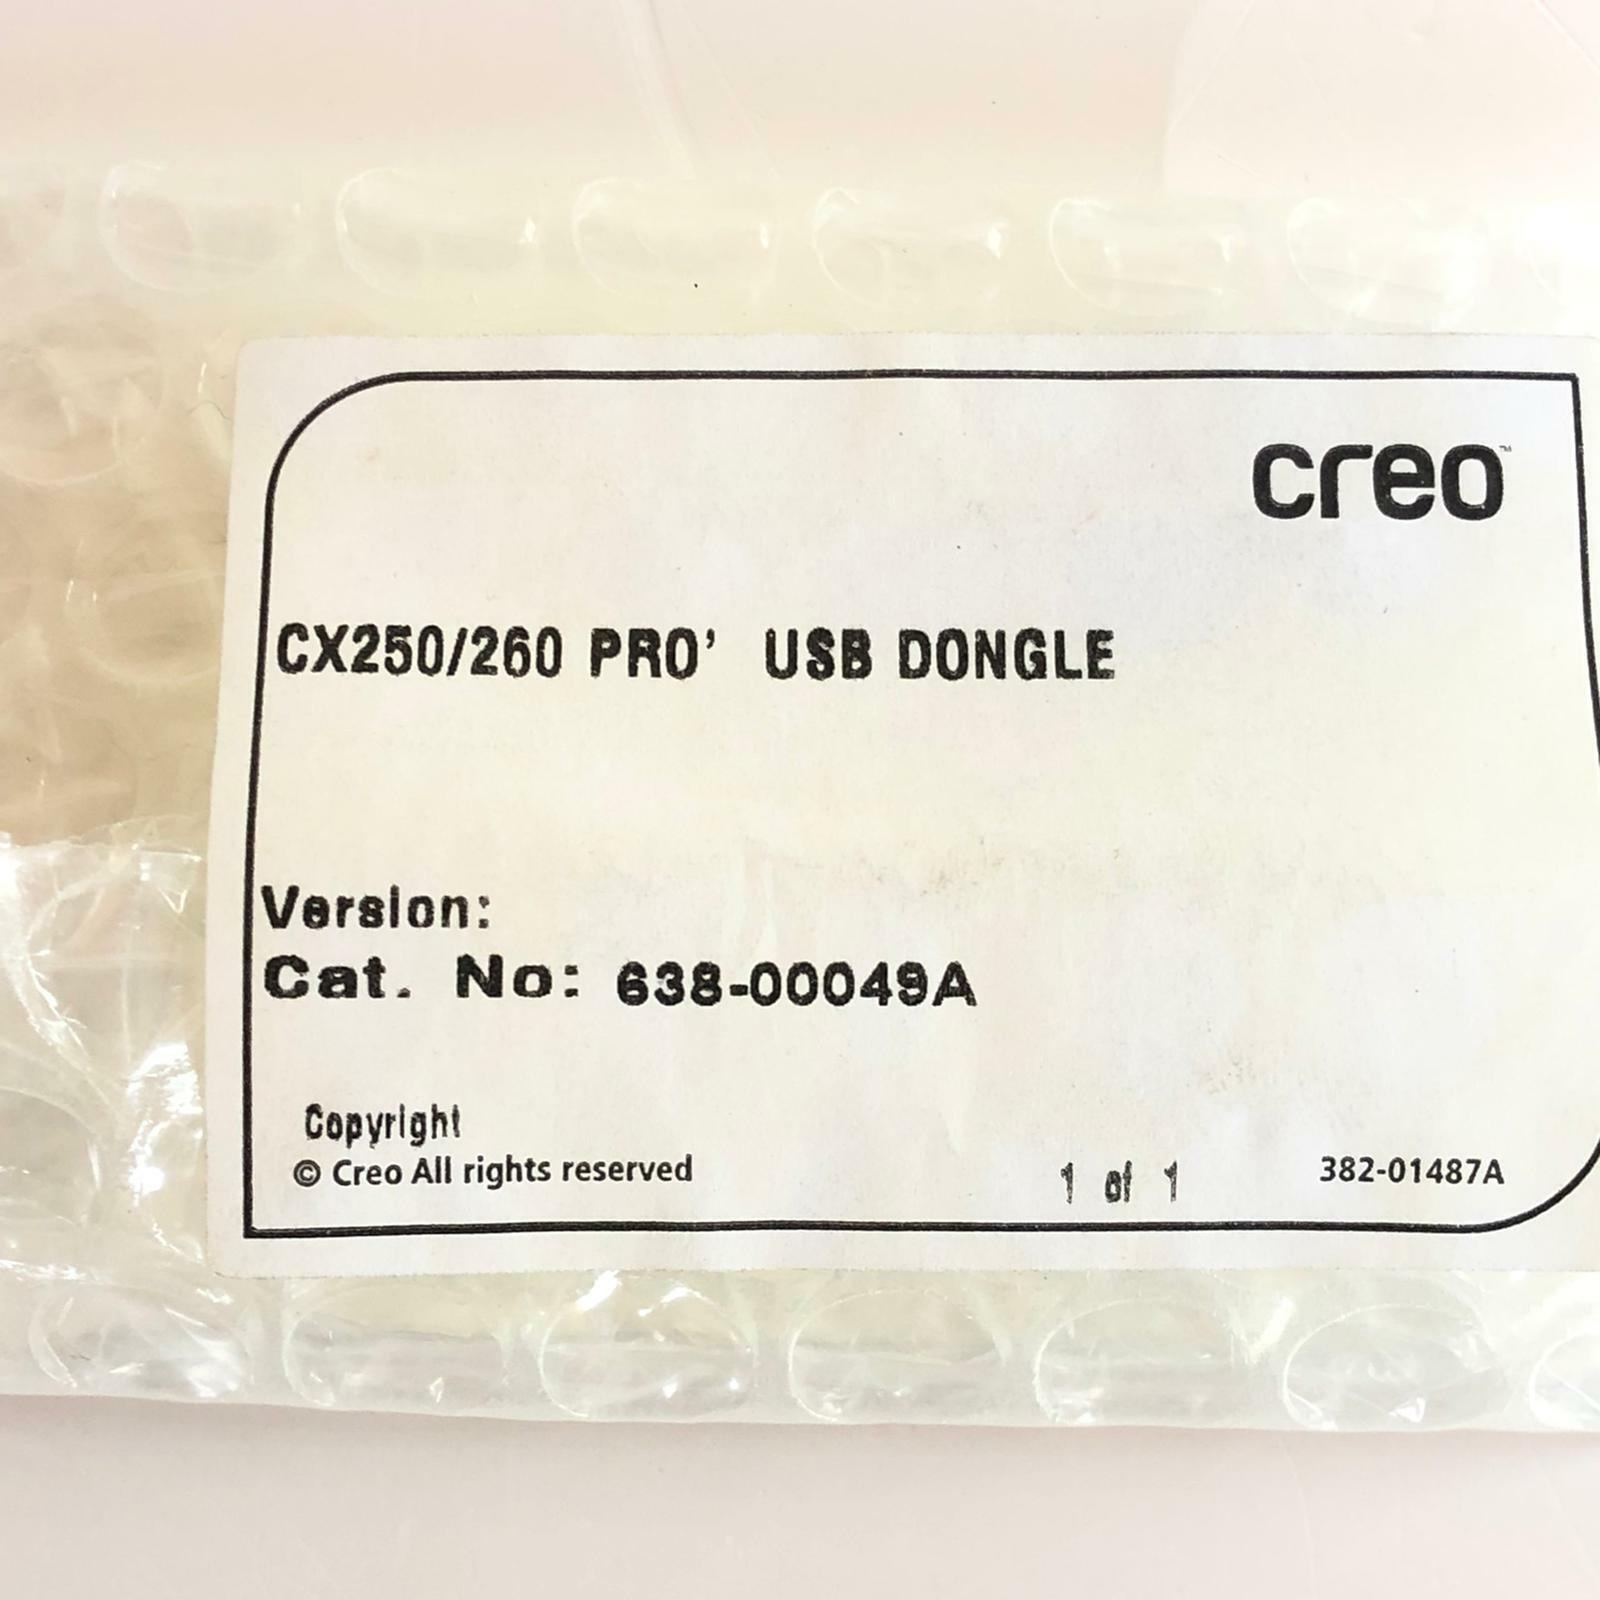 creo™
CX250/260 PRO' USB DONGLE
Version:
Cat. No: 638-00049A
Copyright
© Creo All rights reserved
1 of 1
382-01487A